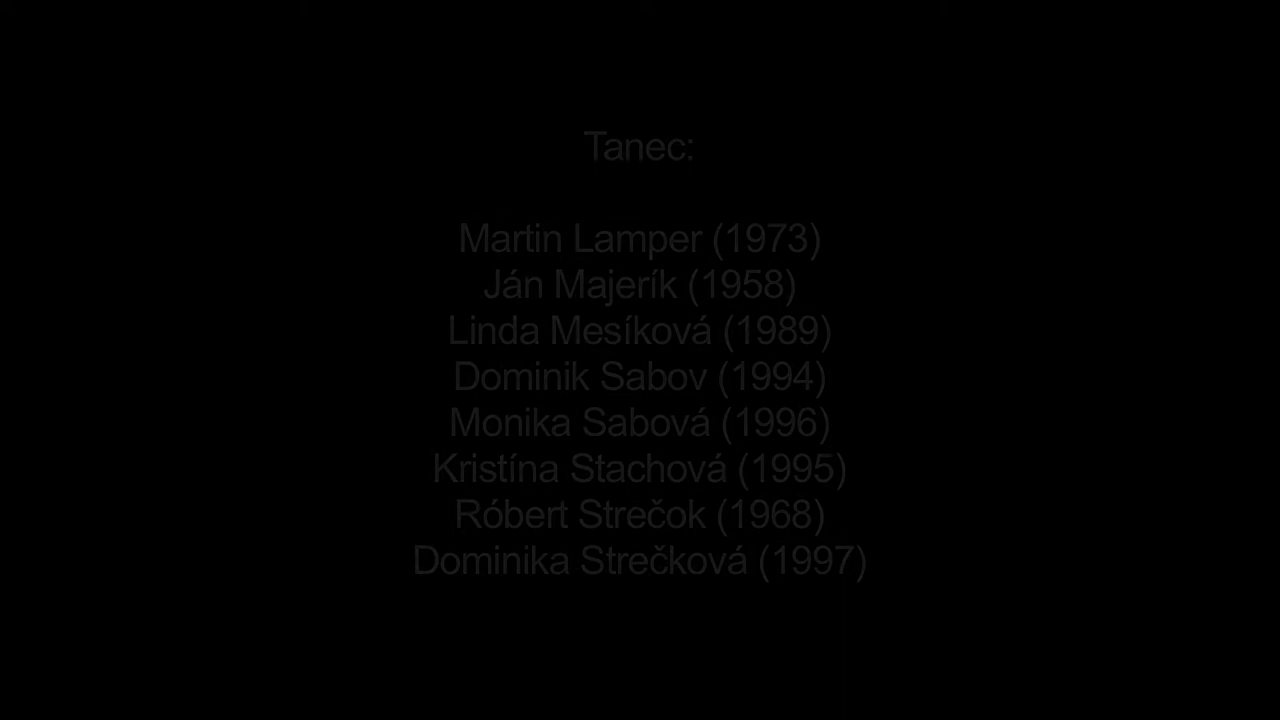 Tanec:
Martin Lamper (1973)
Ján Majerík (1958)
Linda Mesíková (1989)
Dominik Sabov (1994)
Monika Sabová (1996)
Kristína Stachová (1995)
Róbert Strečok (1968)
Dominika Strečková (1997)